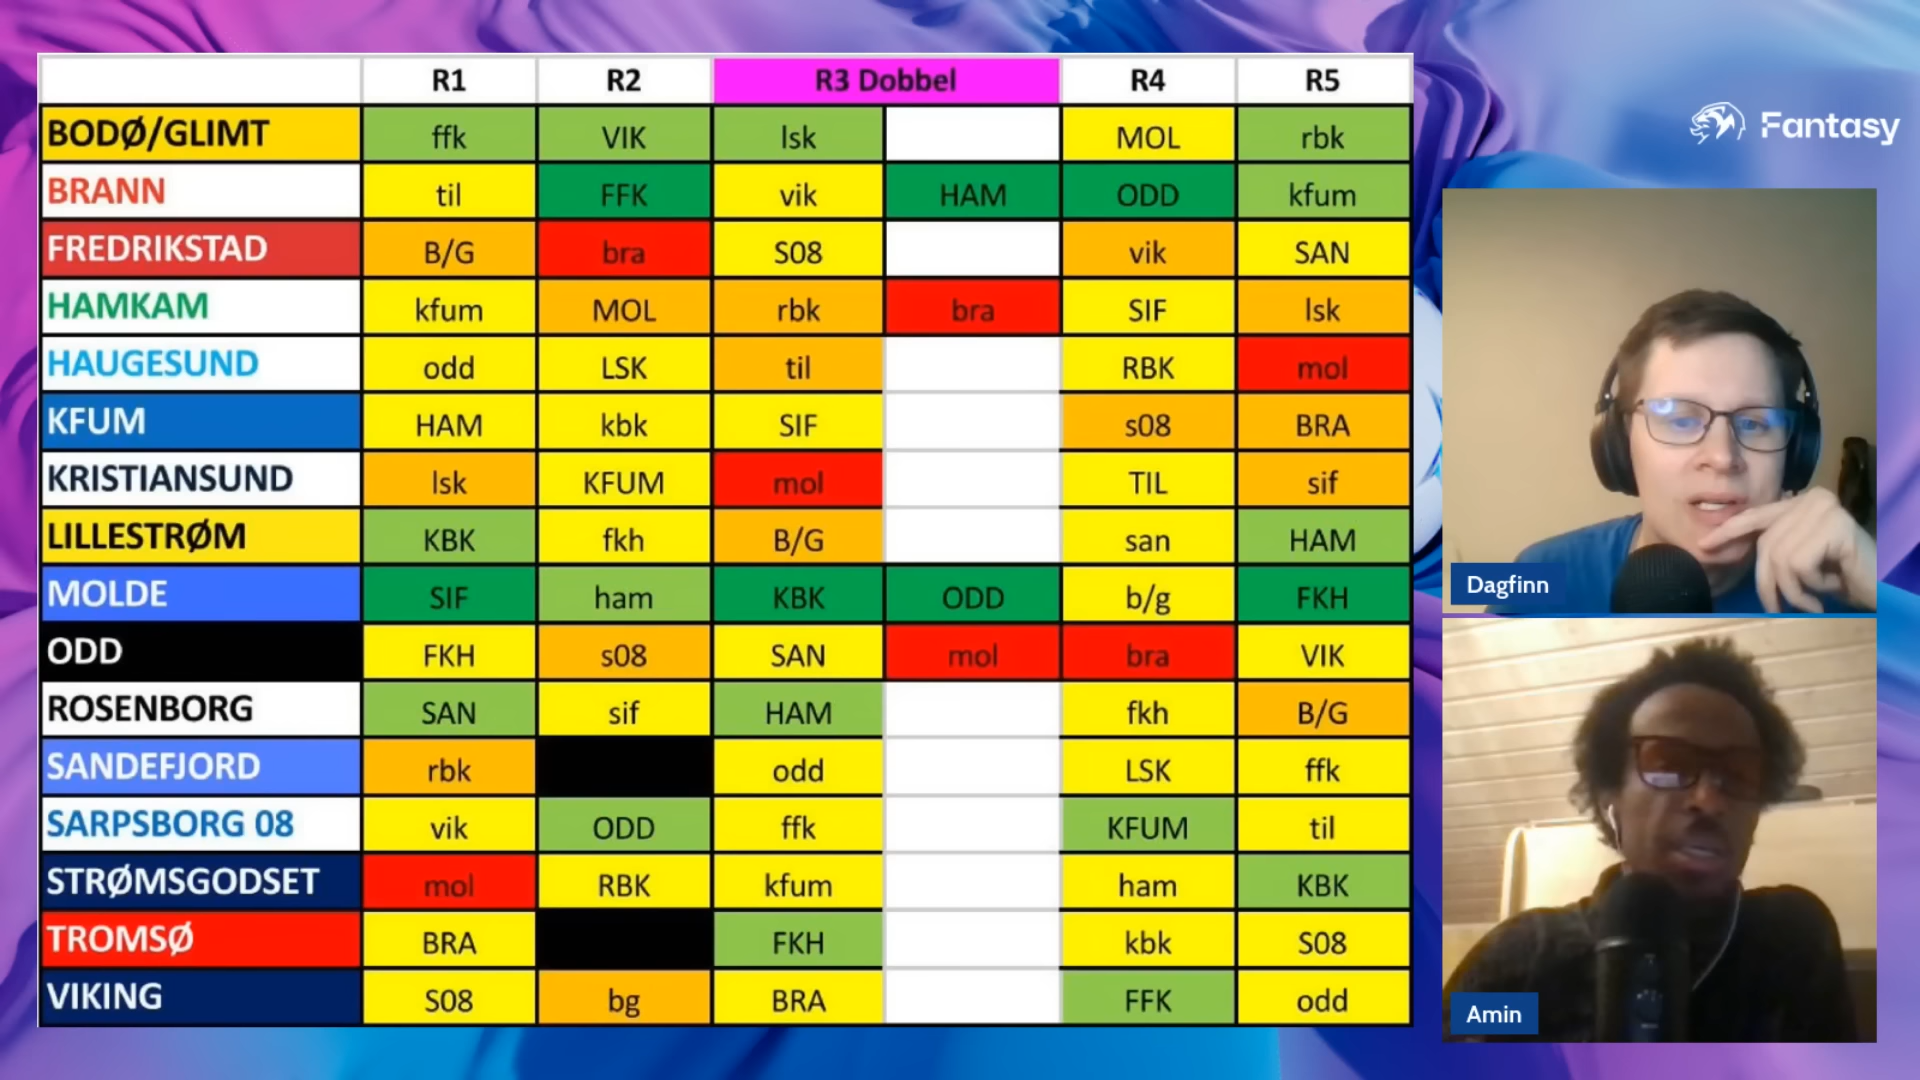 R1 R2 R3 Dobbel R4 R5
BODØ/GLIMT ffk VIK lsk MOL rbk
BRANN til FFK vik HAM ODD kfum
FREDRIKSTAD B/G bra S08 vik SAN
HAMKAM kfum MOL rbk bra SIF lsk
HAUGESUND odd LSK til RBK mol
KFUM HAM kbk SIF s08 BRA
KRISTIANSUND lsk KFUM mol TIL sif
LILLESTRØM KBK fkh B/G san HAM
MOLDE SIF ham KBK ODD b/g FKH
ODD FKH s08 SAN mol bra VIK
ROSENBORG SAN sif HAM fkh B/G
SANDEFJORD rbk odd LSK ffk
SARPSBORG 08 vik ODD ffk KFUM til
STRØMSGODSET mol RBK kfum ham KBK
TROMSØ BRA FKH kbk S08
VIKING S08 bg BRA FFK odd
Fantasy
Dagfinn
Amin